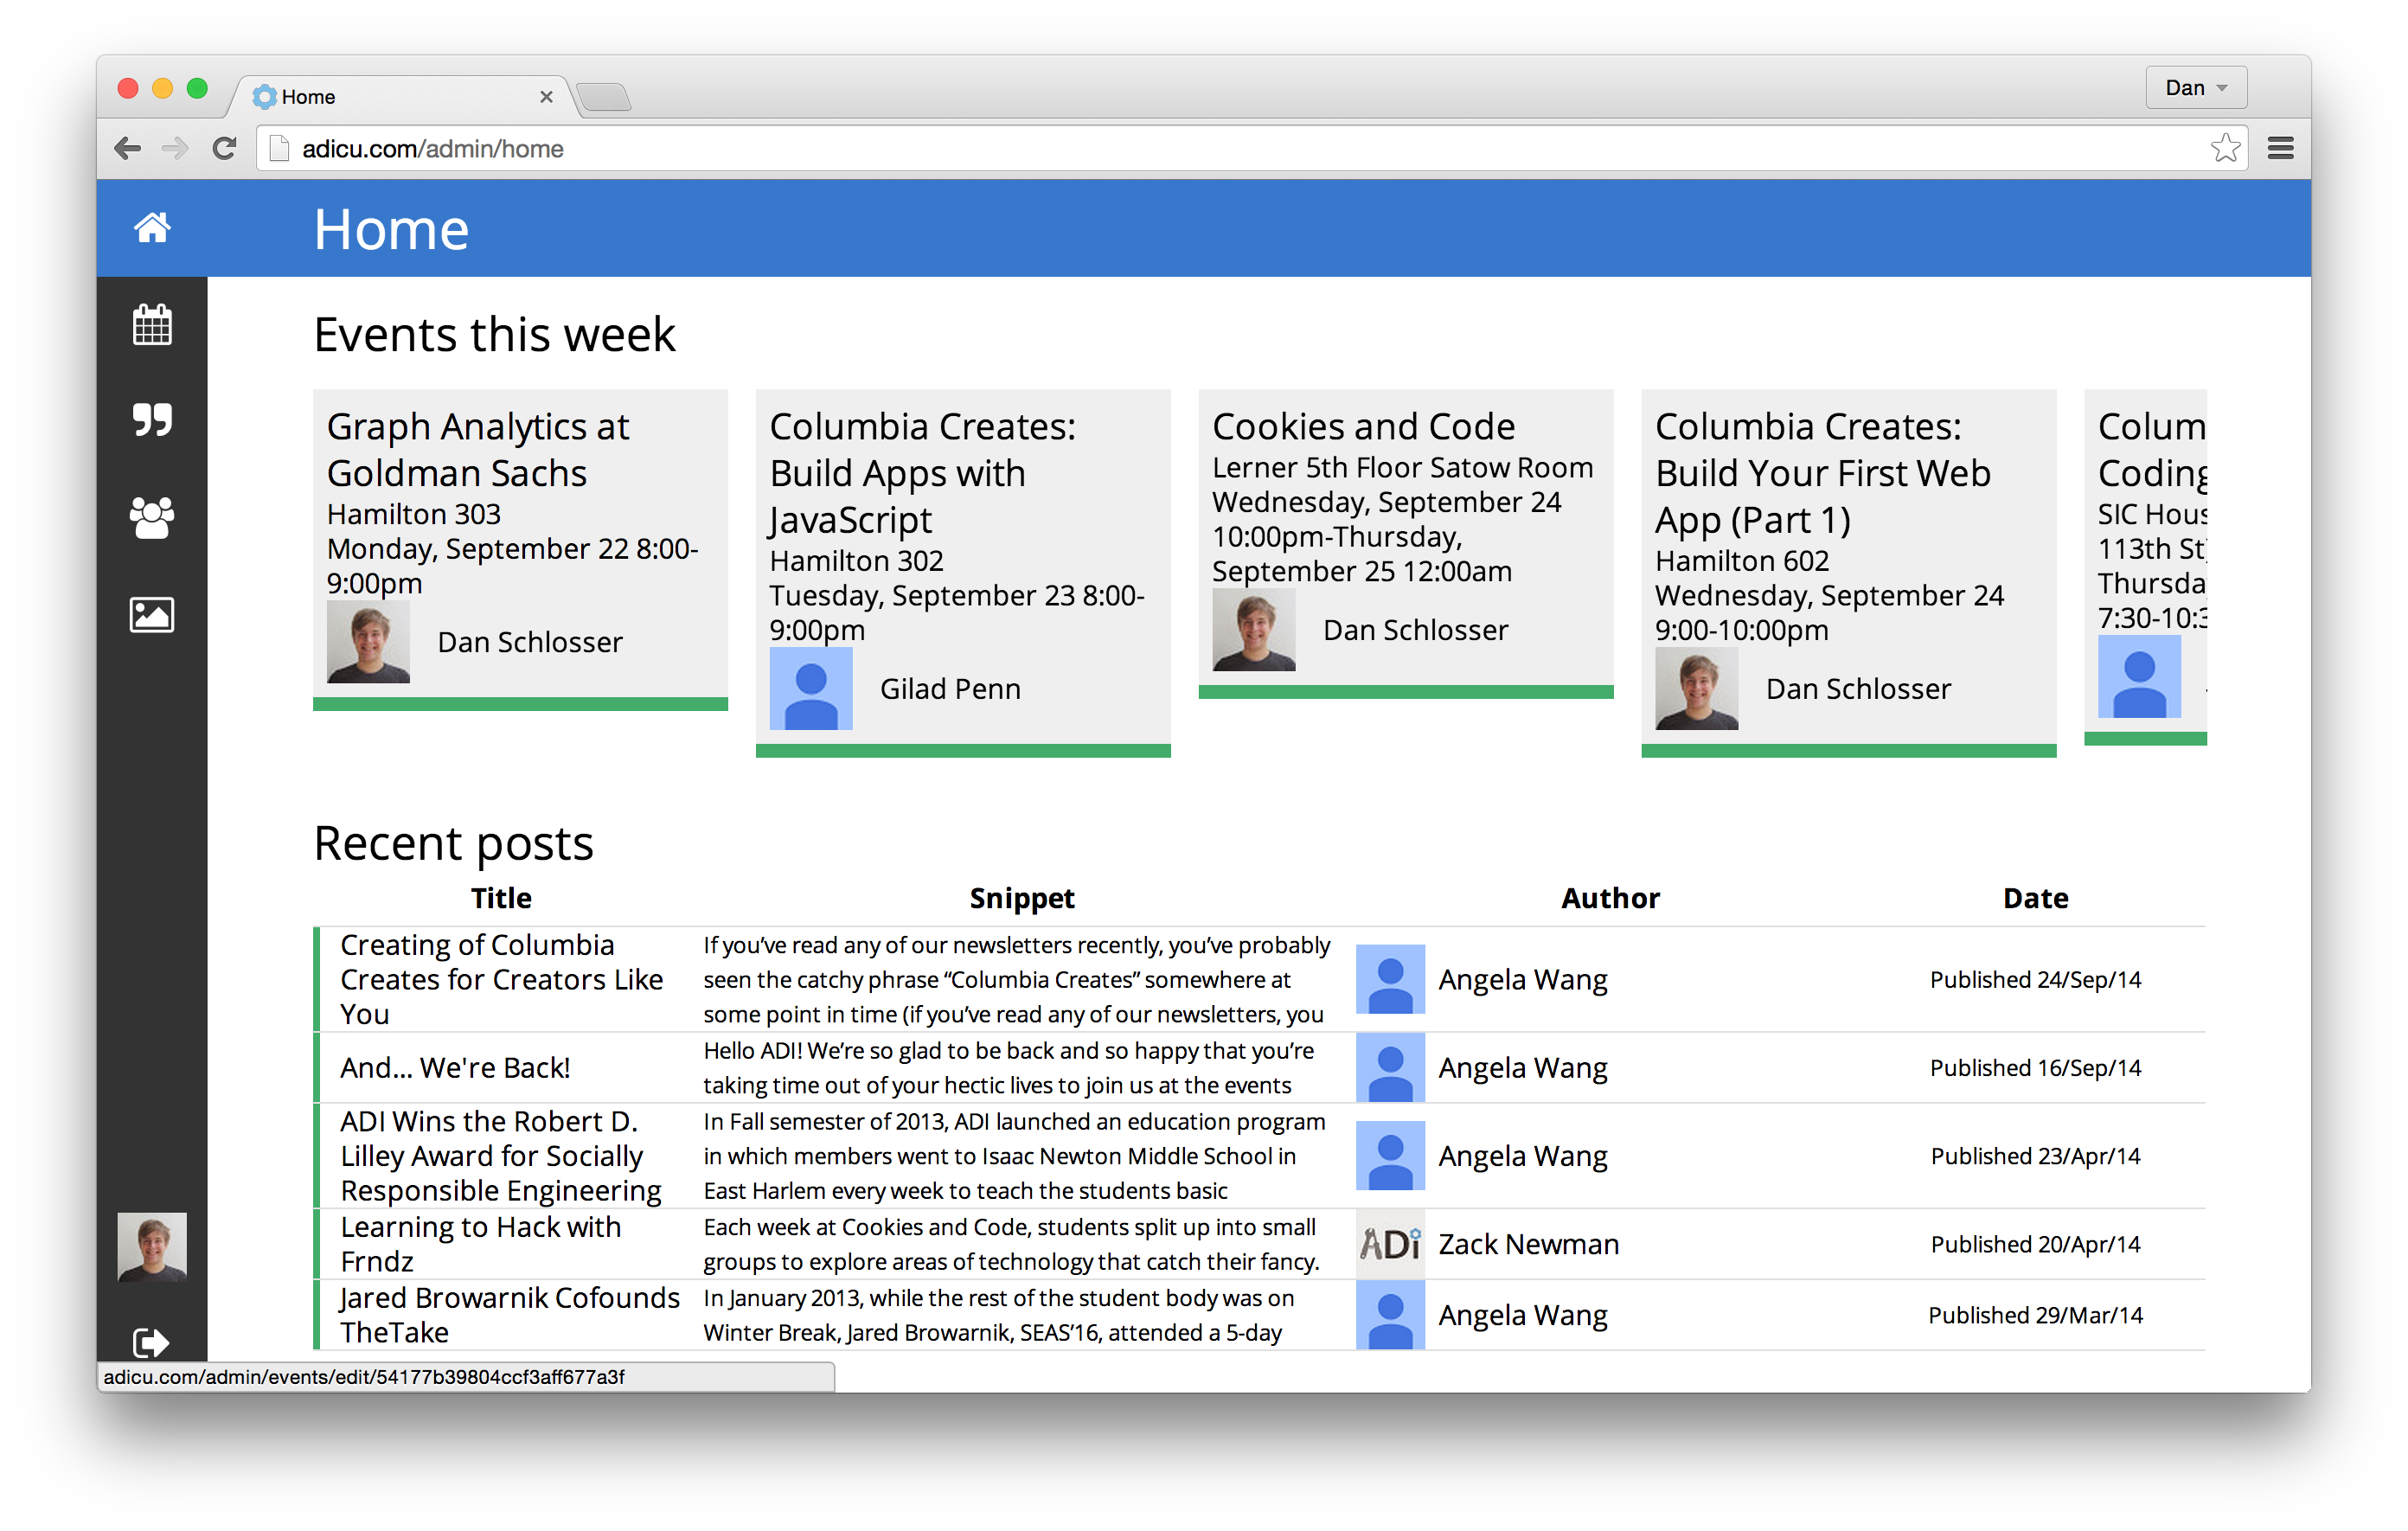 Home
Dan
adicu.com/admin/home
Home
Events this week
Graph Analytics at
Goldman Sachs
Hamilton 303
Monday, September 22 8:00-
9:00pm
Dan Schlosser
Columbia Creates:
Build Apps with
JavaScript
Hamilton 302
Tuesday, September 23 8:00-
9:00pm
Gilad Penn
Cookies and Code
Lerner 5th Floor Satow Room
Wednesday, September 24
10:00pm-Thursday,
September 25 12:00am
Dan Schlosser
Columbia Creates:
Build Your First Web
App (Part 1)
Hamilton 602
Wednesday, September 24
9:00-10:00pm
Dan Schlosser
Colum
Coding
SIC Hous
113th St)
Thursda
7:30-10:3
Recent posts
Title Snippet Author Date
Creating of Columbia
Creates for Creators Like
You
If you’ve read any of our newsletters recently, you’ve probably
seen the catchy phrase “Columbia Creates” somewhere at
some point in time (if you’ve read any of our newsletters, you
Angela Wang
Published 24/Sep/14
And... We're Back!
Hello ADI! We’re so glad to be back and so happy that you’re
taking time out of your hectic lives to join us at the events
Angela Wang
Published 16/Sep/14
ADI Wins the Robert D.
Lilley Award for Socially
Responsible Engineering
In Fall semester of 2013, ADI launched an education program
in which members went to Isaac Newton Middle School in
East Harlem every week to teach the students basic
Angela Wang
Published 23/Apr/14
Learning to Hack with
Frndz
Each week at Cookies and Code, students split up into small
groups to explore areas of technology that catch their fancy.
ADi
Zack Newman
Published 20/Apr/14
Jared Browarnik Cofounds
TheTake
In January 2013, while the rest of the student body was on
Winter Break, Jared Browarnik, SEAS’16, attended a 5-day
Angela Wang
Published 29/Mar/14
adicu.com/admin/events/edit/54177b39804ccf3aff677a3f